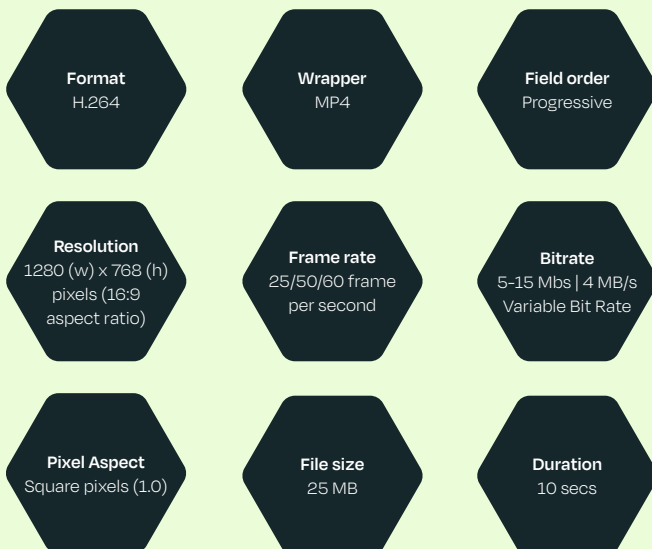 Format
H.264
Wrapper
MP4
Field order
Progressive
Resolution
1280 (w) x 768 (h)
pixels (16:9
aspect ratio)
Frame rate
25/50/60 frame
per second
Bitrate
5-15 Mbs | 4 MB/s
Variable Bit Rate
Pixel Aspect
Square pixels (1.0)
File size
25 MB
Duration
10 secs